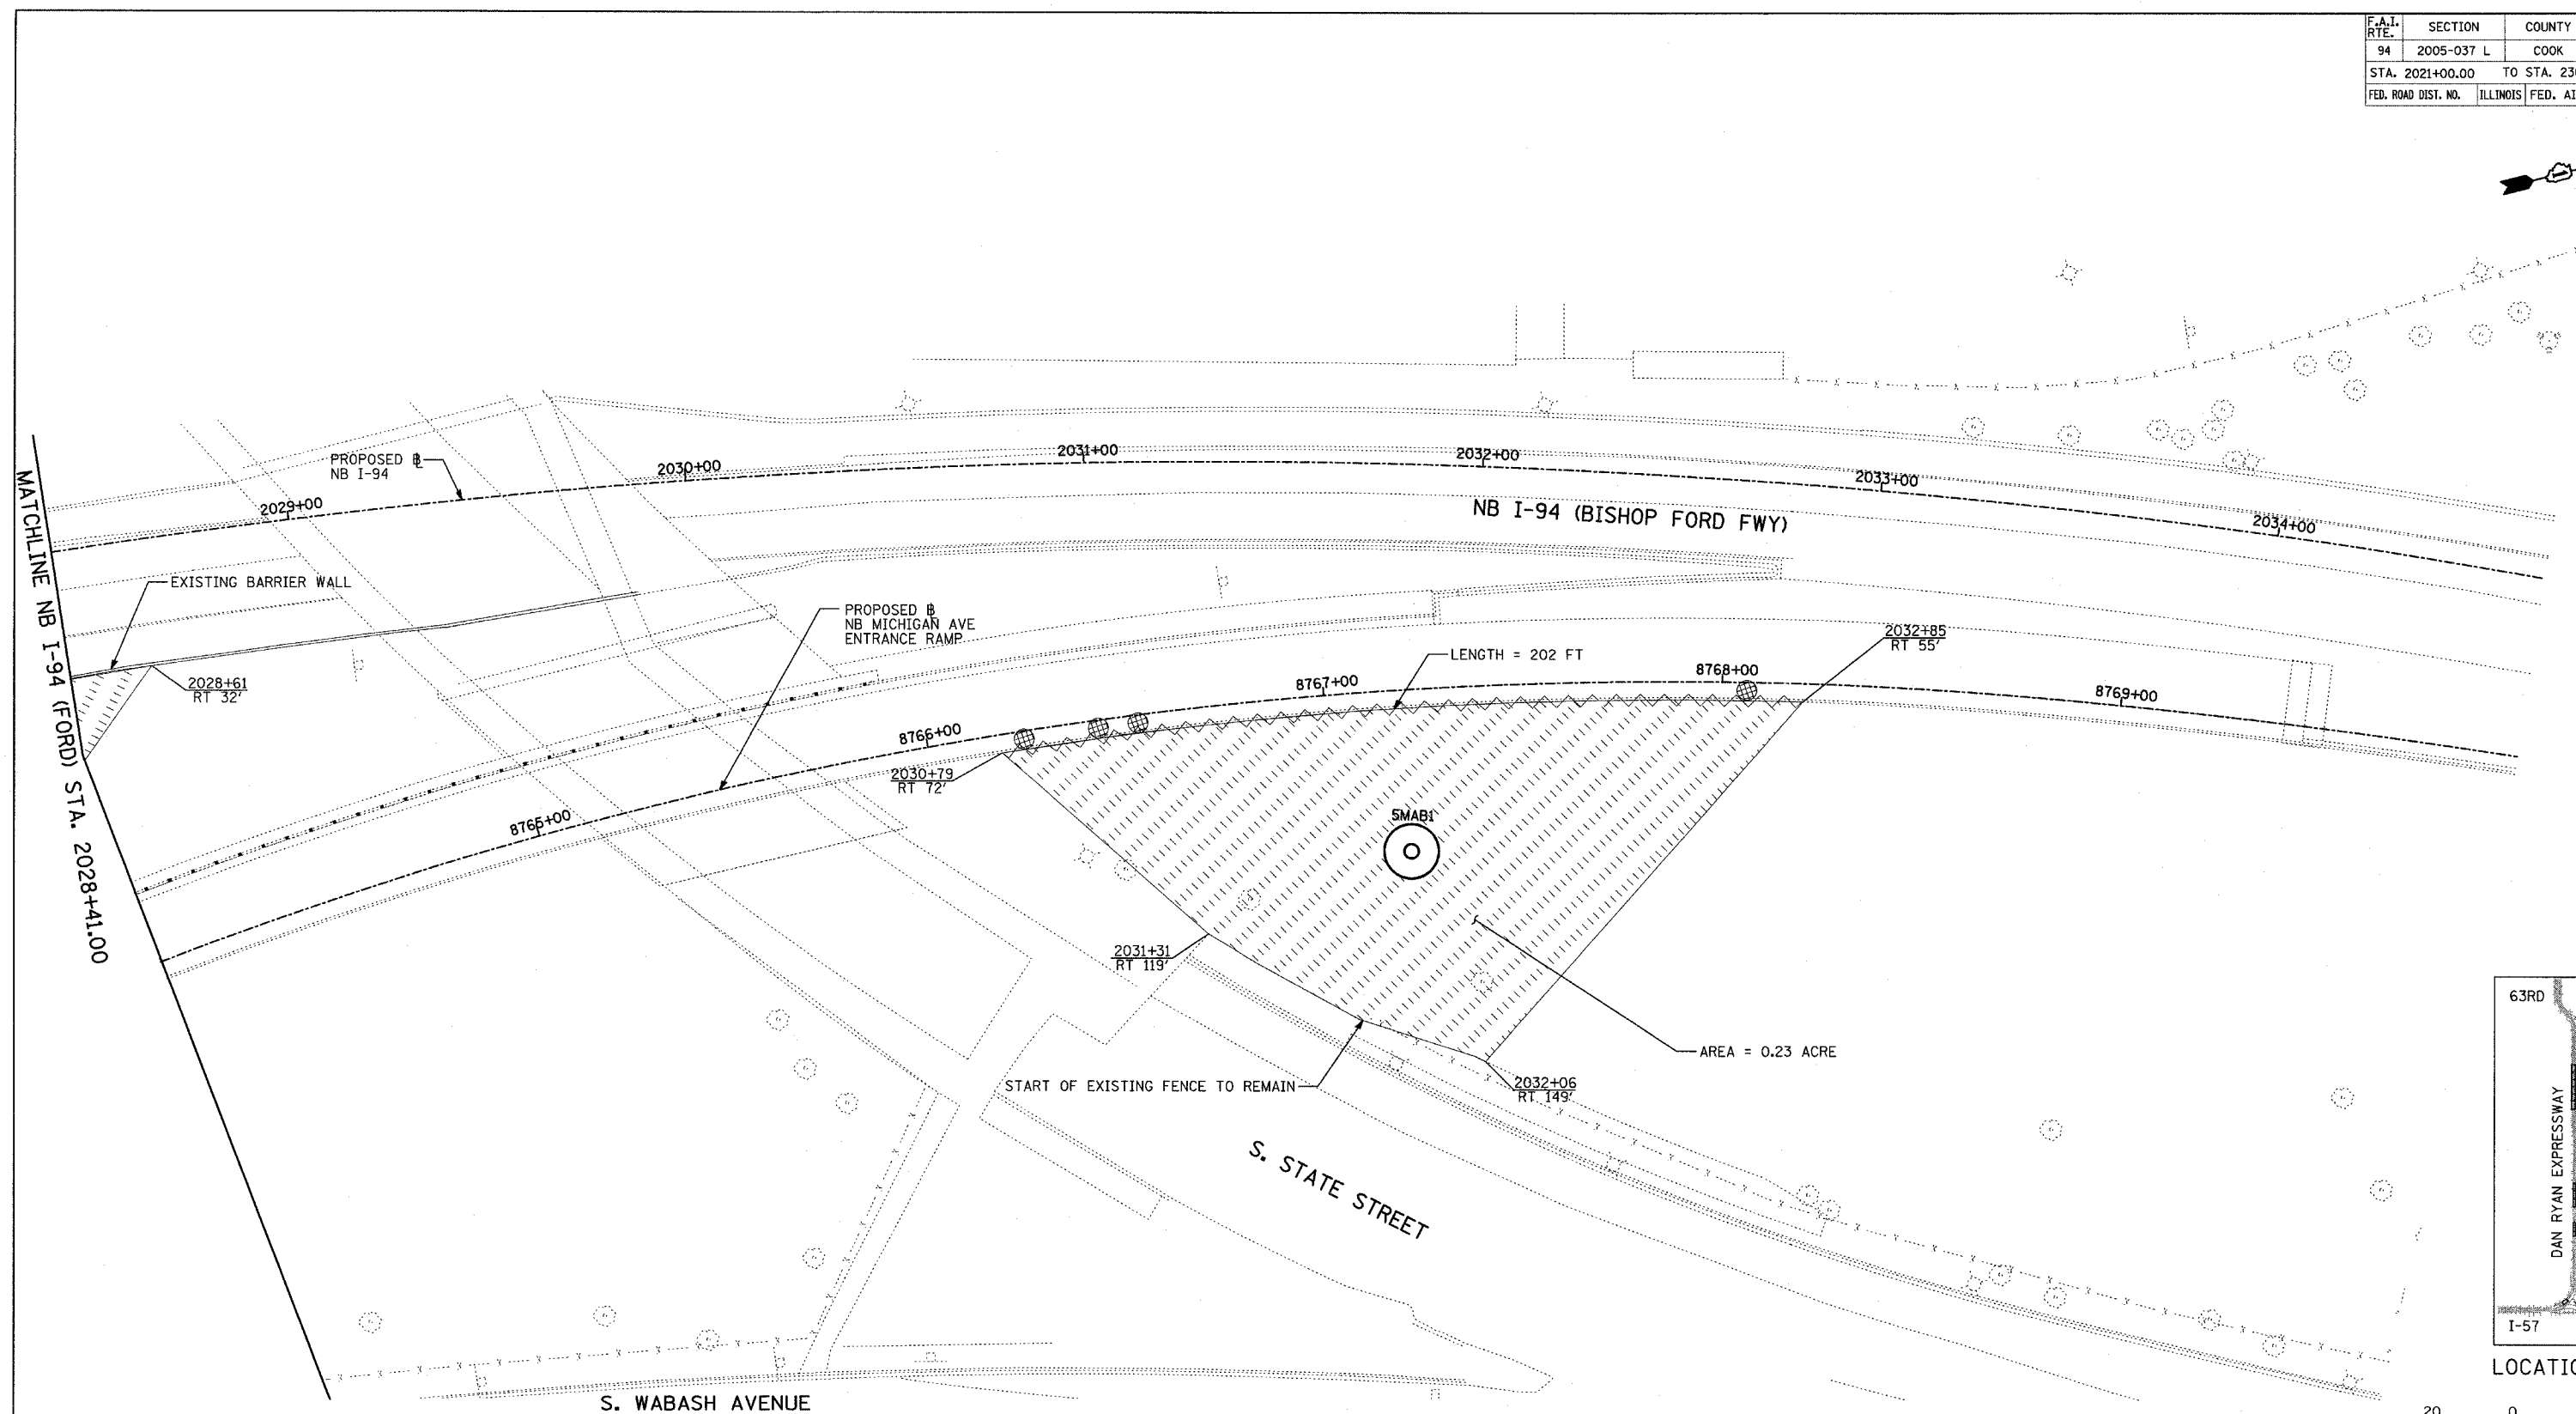 F.A.I. RTE. SECTION COUNTY
94 2005-037 L COOK
STA. 2021+00.00 TO STA.
FED. ROAD DIST. NO. ILLINOIS FED.
PROPOSED ℄
NB I-94
2029+00
2030+00
2031+00
2032+00
2033+00
2034+00
NB I-94 (BISHOP FORD FWY)
MATCHLINE NB I-94 (FORD) STA. 2028+41.00
EXISTING BARRIER WALL
2028+61
RT 32'
PROPOSED ℄
NB MICHIGAN AVE
ENTRANCE RAMP
LENGTH = 202 FT
2032+85
RT 55'
8765+00
8766+00
8767+00
8768+00
8769+00
2030+79
RT 72'
SMAB1
2031+31
RT 119'
AREA = 0.23 ACRE
START OF EXISTING FENCE TO REMAIN
2032+06
RT 149'
S. STATE STREET
S. WABASH AVENUE
63RD
DAN RYAN EXPRESSWAY
I-57
20 0